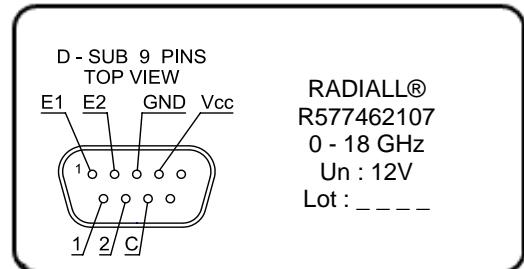 D - SUB 9 PINS
TOP VIEW
E1 E2 GND Vcc
1
1 2 C
RADIALL®
R577462107
0 - 18 GHz
Un : 12V
Lot : _ _ _ _